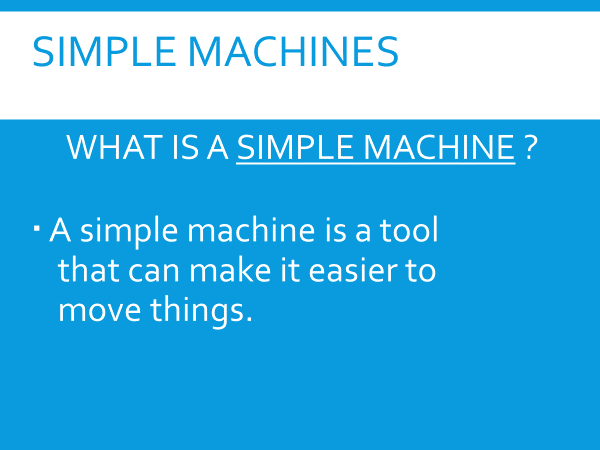 SIMPLE MACHINES
WHAT IS A SIMPLE MACHINE ?
▪ A simple machine is a tool
that can make it easier to
move things.